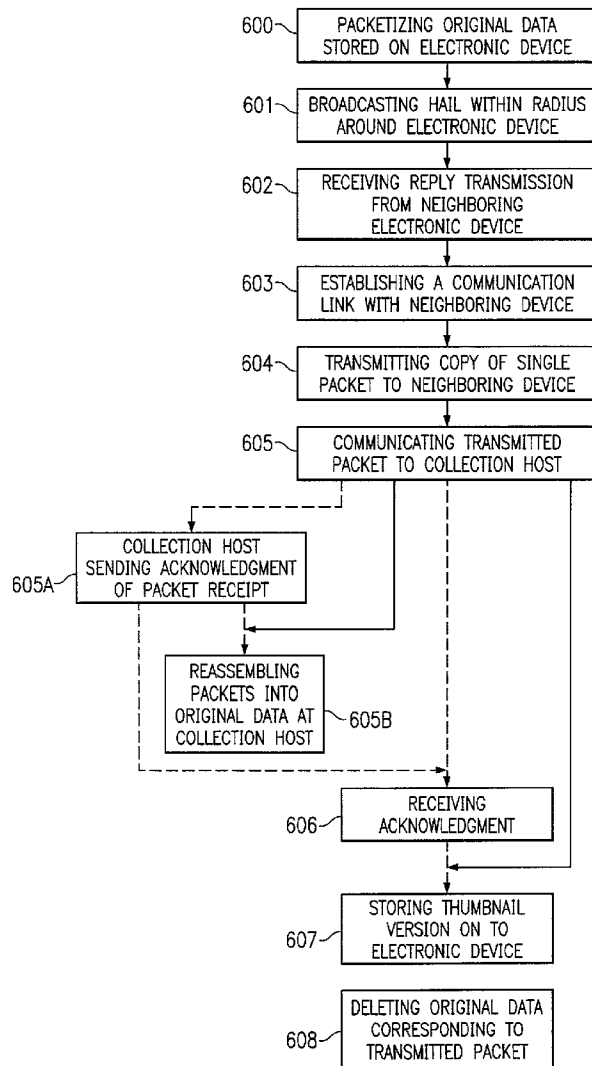 600
PACKETIZING ORIGINAL DATA
STORED ON ELECTRONIC DEVICE
601
BROADCASTING HAIL WITHIN RADIUS
AROUND ELECTRONIC DEVICE
602
RECEIVING REPLY TRANSMISSION
FROM NEIGHBORING
ELECTRONIC DEVICE
603
ESTABLISHING A COMMUNICATION
LINK WITH NEIGHBORING DEVICE
604
TRANSMITTING COPY OF SINGLE
PACKET TO NEIGHBORING DEVICE
605
COMMUNICATING TRANSMITTED
PACKET TO COLLECTION HOST
605A
COLLECTION HOST
SENDING ACKNOWLEDGMENT
OF PACKET RECEIPT
REASSEMBLING
PACKETS INTO
ORIGINAL DATA AT
COLLECTION HOST
605B
606
RECEIVING
ACKNOWLEDGMENT
607
STORING THUMBNAIL
VERSION ON TO
ELECTRONIC DEVICE
608
DELETING ORIGINAL DATA
CORRESPONDING TO
TRANSMITTED PACKET